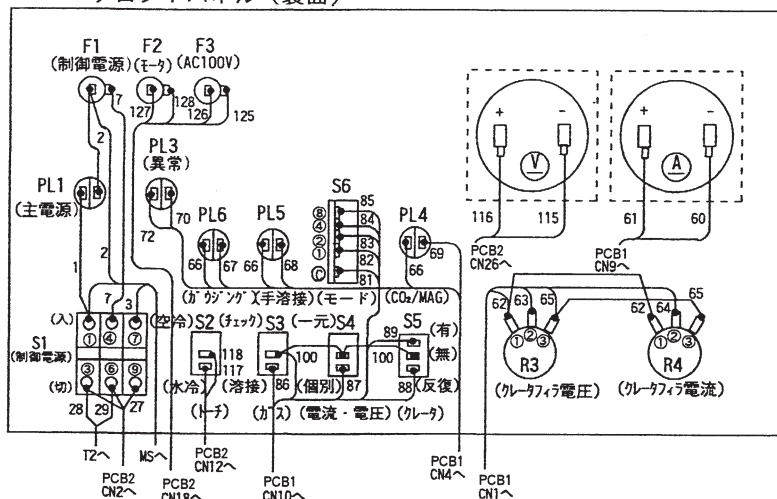 フロントパネル (裏面)
F1
(制御電源)
F2
(ﾓｰﾀ)
F3
(AC100V)
7
127
128
126
125
2
PL1
(主電源)
PL3
(異常)
72
70
PL6
66
67
(ｶﾞｳｼﾞﾝｸﾞ)
PL5
66
68
(手溶接)
S6
⑧
④
②
①
Ⓒ
85
84
83
82
81
(モード)
PL4
69
66
(CO₂/MAG)
+
-
V
116
115
PCB2
CN26へ
+
-
A
61
60
PCB1
CN9へ
1
2
7
3
(入)
①
④
⑦
S1
(制御電源)
(切)
③
⑥
⑨
28
29
27
(空冷)
S2
118
117
(水冷)
(ﾄｰﾁ)
(ﾁｪｯｸ)
S3
100
86
(溶接)
(ｶﾞｽ)
(一元)
S4
87
(個別)
(電流・電圧)
S5
89
(有)
100
(無)
88
(反復)
(ｸﾚｰﾀ)
62
63
65
①
②
③
R3
(ｸﾚｰﾀﾌｨﾗ電圧)
62
64
65
①
②
③
R4
(ｸﾚｰﾀﾌｨﾗ電流)
T2へ
PCB2
CN2へ
MSへ
PCB2
CN18へ
PCB2
CN12へ
PCB1
CN10へ
PCB1
CN4へ
PCB1
CN1へ